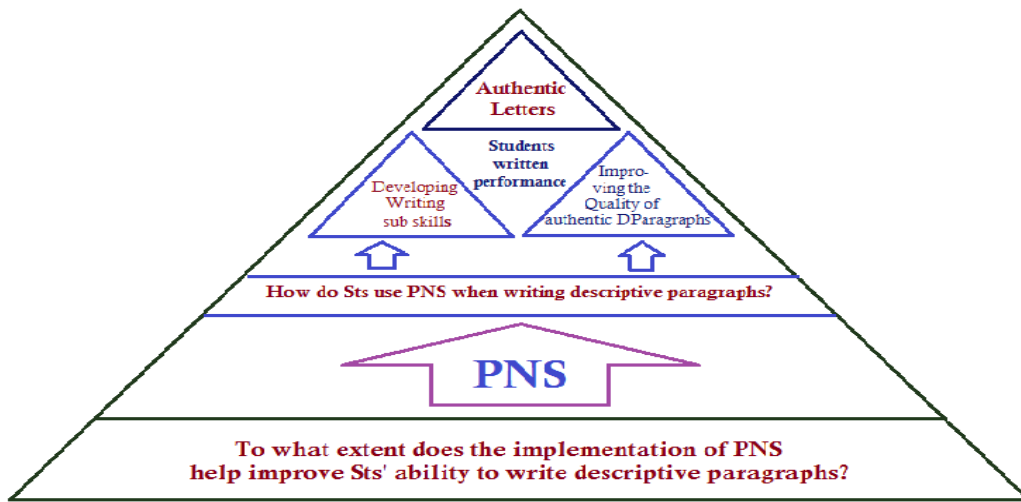 Authentic
Letters
Students
written
performance
Developing
Writing
sub skills
Impro-
ving the
Quality of
authentic DParagraphs
How do Sts use PNS when writing descriptive paragraphs?
PNS
To what extent does the implementation of PNS
help improve Sts' ability to write descriptive paragraphs?